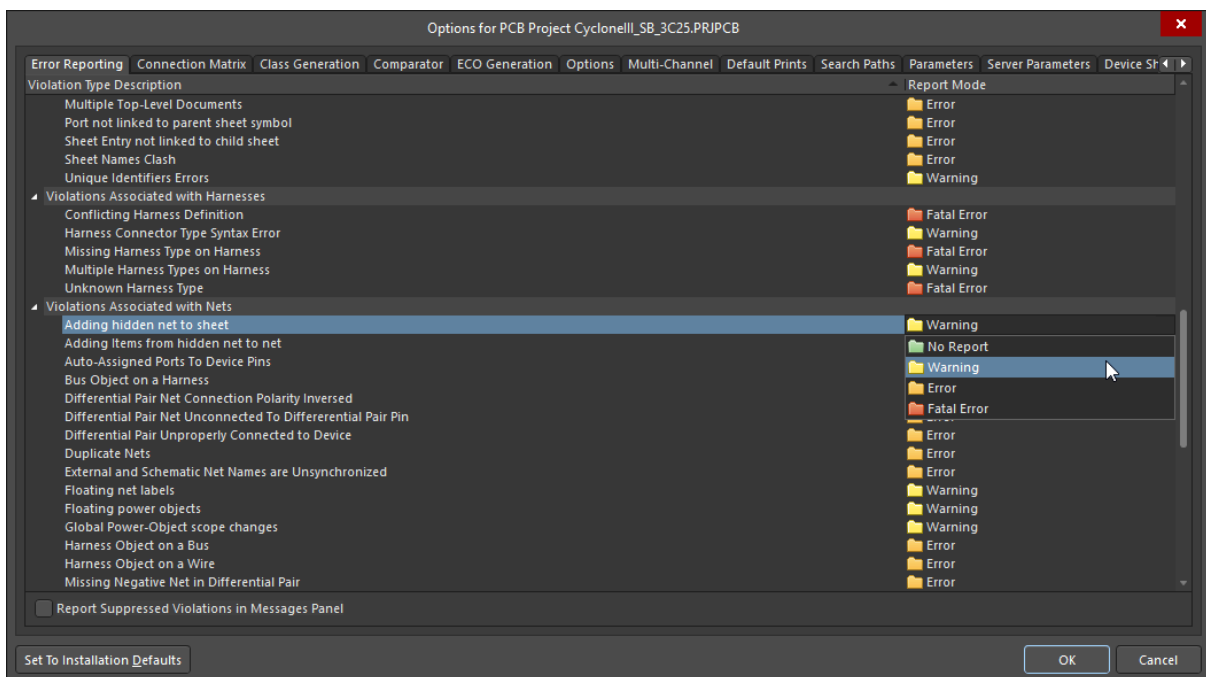 Options for PCB Project CycloneIII_SB_3C25.PRJPCB
Error Reporting Connection Matrix Class Generation Comparator ECO Generation Options Multi-Channel Default Prints Search Paths Parameters Server Parameters Device Sh
Violation Type Description Report Mode
Multiple Top-Level Documents Error
Port not linked to parent sheet symbol Error
Sheet Entry not linked to child sheet Error
Sheet Names Clash Error
Unique Identifiers Errors Warning
Violations Associated with Harnesses
Conflicting Harness Definition Fatal Error
Harness Connector Type Syntax Error Warning
Missing Harness Type on Harness Fatal Error
Multiple Harness Types on Harness Warning
Unknown Harness Type Fatal Error
Violations Associated with Nets
Adding hidden net to sheet Warning
Adding Items from hidden net to net No Report
Auto-Assigned Ports To Device Pins Warning
Bus Object on a Harness Error
Differential Pair Net Connection Polarity Inversed Fatal Error
Differential Pair Net Unconnected To Differerential Pair Pin
Differential Pair Unproperly Connected to Device Error
Duplicate Nets Error
External and Schematic Net Names are Unsynchronized Error
Floating net labels Warning
Floating power objects Warning
Global Power-Object scope changes Warning
Harness Object on a Bus Error
Harness Object on a Wire Error
Missing Negative Net in Differential Pair Error
Report Suppressed Violations in Messages Panel
Set To Installation Defaults OK Cancel